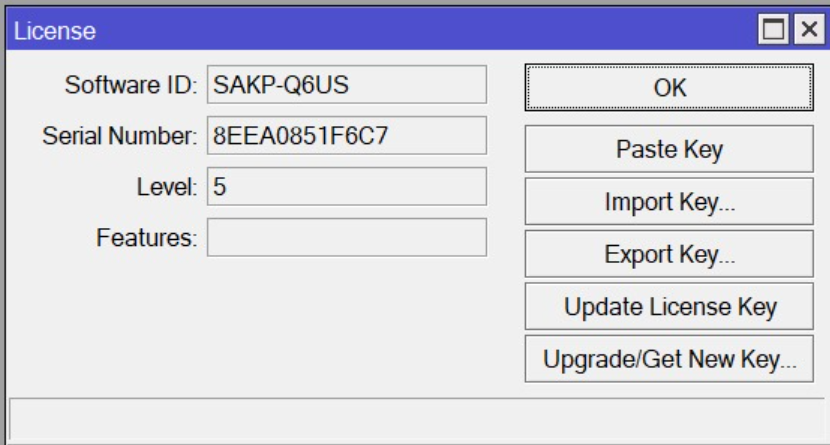 License
Software ID: SAKP-Q6US
Serial Number: 8EEA0851F6C7
Level: 5
Features:
OK
Paste Key
Import Key...
Export Key...
Update License Key
Upgrade/Get New Key...